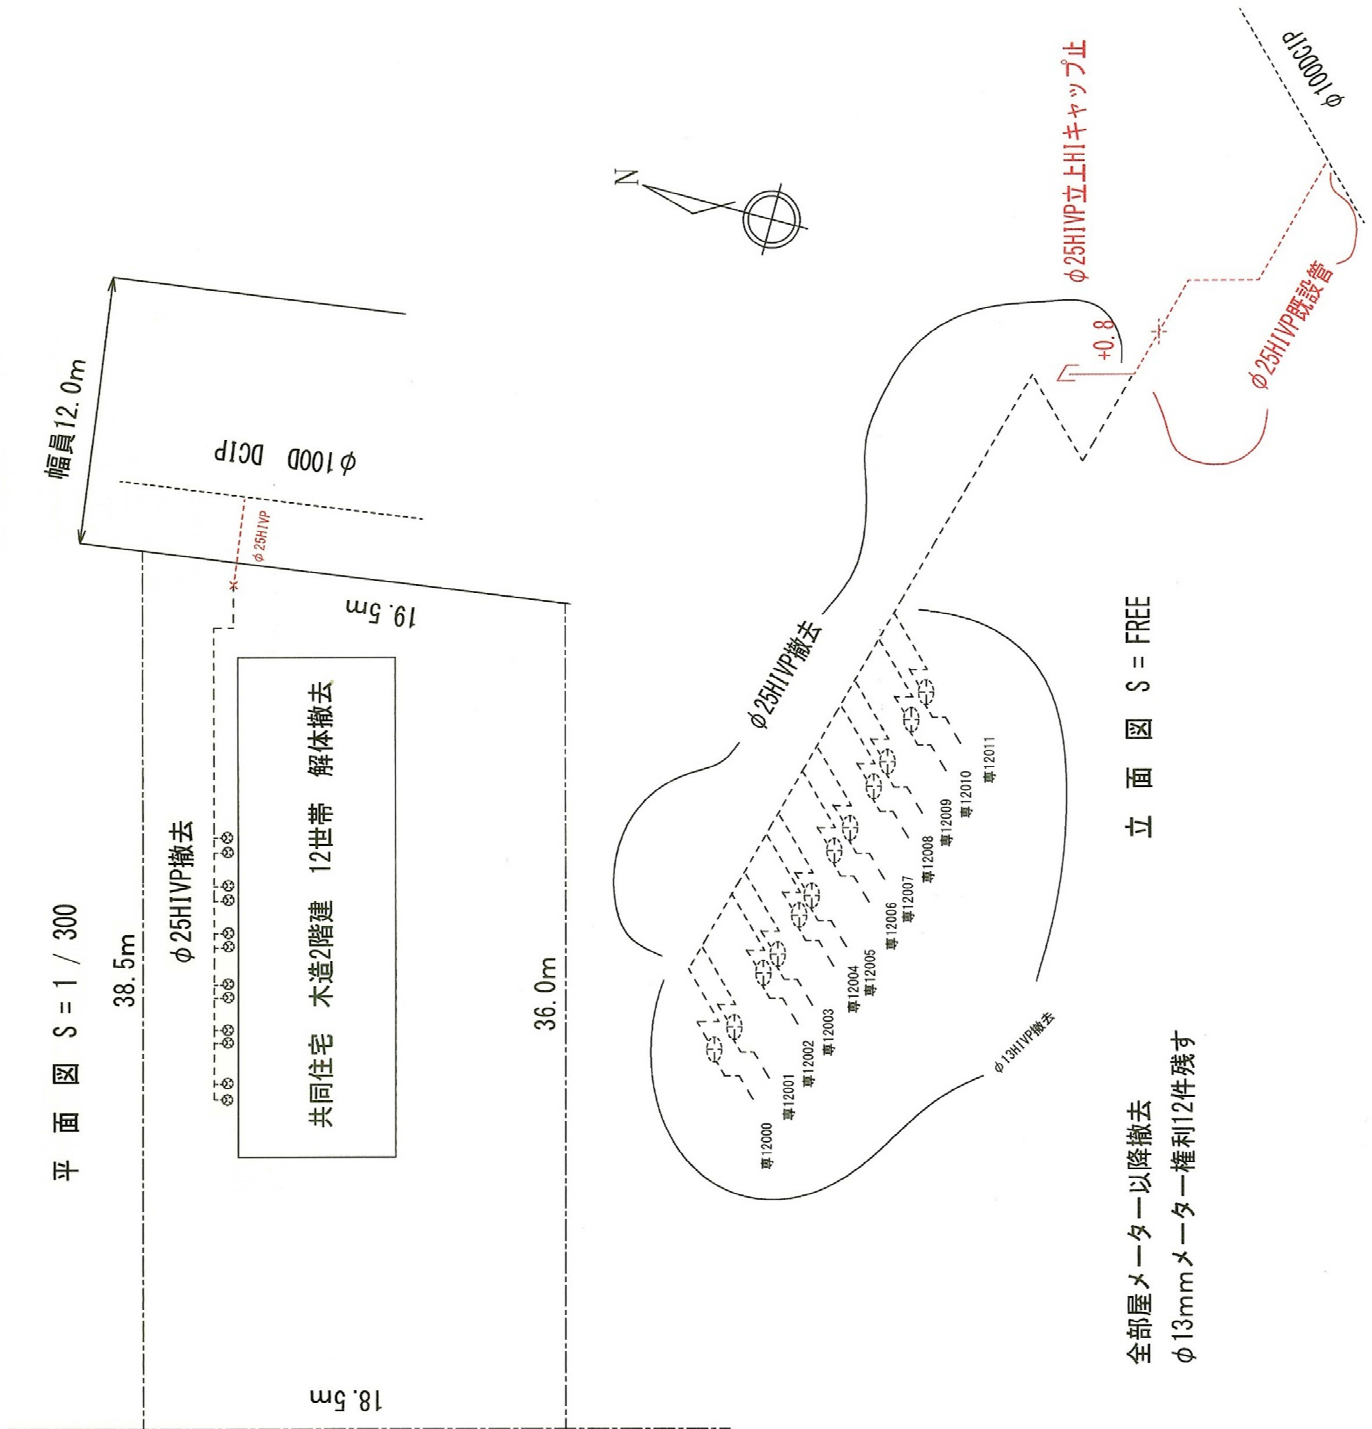 平 面 図 S = 1 / 300
38.5m
幅員12.0m
φ100D DCIP
φ25HIVP
19.5m
φ25HIVP撤去
共同住宅 木造2階建 12世帯 解体撤去
36.0m
18.5m
N
φ25HIVP立上HIキャップ止
φ100DCIP
+0.8
φ25HIVP既設管
φ25HIVP撤去
専12000
専12001
専12002
専12003
専12004
専12005
専12006
専12007
専12008
専12009
専12010
専12011
φ13HIVP撤去
立 面 図 S = FREE
全部屋メーター以降撤去
φ13mmメーター権利12件残す